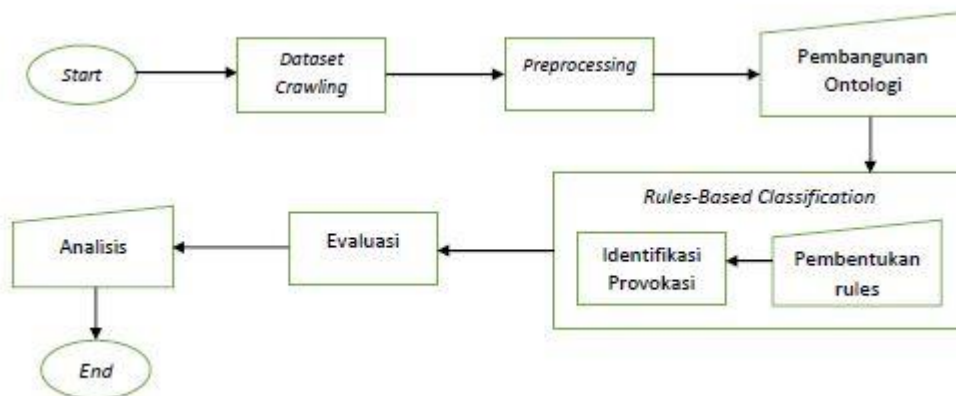 Start
Dataset
Crawling
Preprocessing
Pembangunan
Ontologi
Rules-Based Classification
Pembentukan
rules
Identifikasi
Provokasi
Evaluasi
Analisis
End